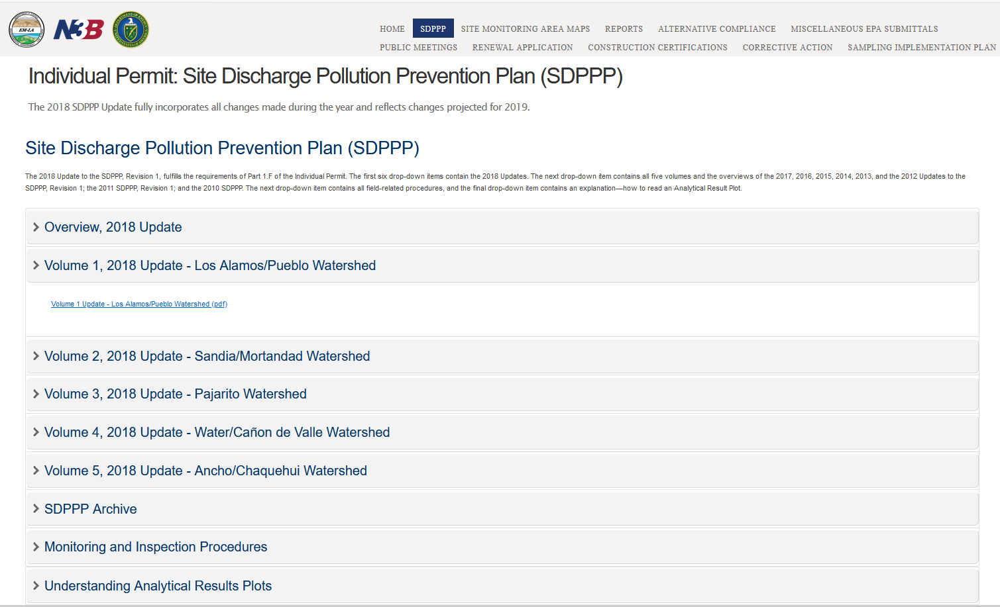 EM-LA
N3B
HOME SDPPP SITE MONITORING AREA MAPS REPORTS ALTERNATIVE COMPLIANCE MISCELLANEOUS EPA SUBMITTALS
PUBLIC MEETINGS RENEWAL APPLICATION CONSTRUCTION CERTIFICATIONS CORRECTIVE ACTION SAMPLING IMPLEMENTATION PLAN
Individual Permit: Site Discharge Pollution Prevention Plan (SDPPP)
The 2018 SDPPP Update fully incorporates all changes made during the year and reflects changes projected for 2019.
Site Discharge Pollution Prevention Plan (SDPPP)
The 2018 Update to the SDPPP, Revision 1, fulfills the requirements of Part 1.F of the Individual Permit. The first six drop-down items contain the 2018 Updates. The next drop-down item contains all five volumes and the overviews of the 2017, 2016, 2015, 2014, 2013, and the 2012 Updates to the
SDPPP, Revision 1; the 2011 SDPPP, Revision 1; and the 2010 SDPPP. The next drop-down item contains all field-related procedures, and the final drop-down item contains an explanation—how to read an Analytical Result Plot.
Overview, 2018 Update
Volume 1, 2018 Update - Los Alamos/Pueblo Watershed
Volume 1 Update - Los Alamos/Pueblo Watershed (pdf)
Volume 2, 2018 Update - Sandia/Mortandad Watershed
Volume 3, 2018 Update - Pajarito Watershed
Volume 4, 2018 Update - Water/Cañon de Valle Watershed
Volume 5, 2018 Update - Ancho/Chaquehui Watershed
SDPPP Archive
Monitoring and Inspection Procedures
Understanding Analytical Results Plots